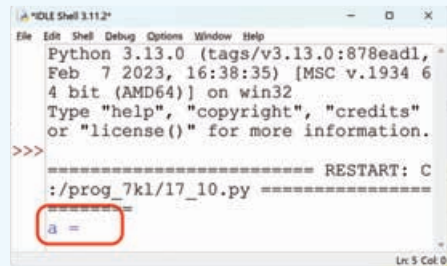 *IDLE Shell 3.11.2*
File Edit Shell Debug Options Window Help
Python 3.13.0 (tags/v3.13.0:878ead1,
Feb 7 2023, 16:38:35) [MSC v.1934 6
4 bit (AMD64)] on win32
Type "help", "copyright", "credits"
or "license()" for more information.
>>>
========================= RESTART: C
:/prog_7kl/17_10.py ================
========
a =
Ln: 5 Col: 0